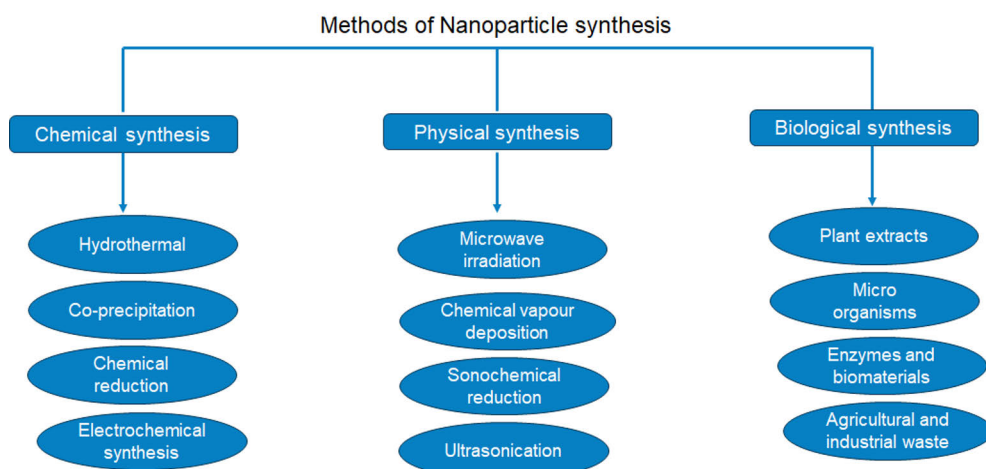 Methods of Nanoparticle synthesis
Chemical synthesis
Physical synthesis
Biological synthesis
Hydrothermal
Co-precipitation
Chemical
reduction
Electrochemical
synthesis
Microwave
irradiation
Chemical vapour
deposition
Sonochemical
reduction
Ultrasonication
Plant extracts
Micro
organisms
Enzymes and
biomaterials
Agricultural and
industrial waste